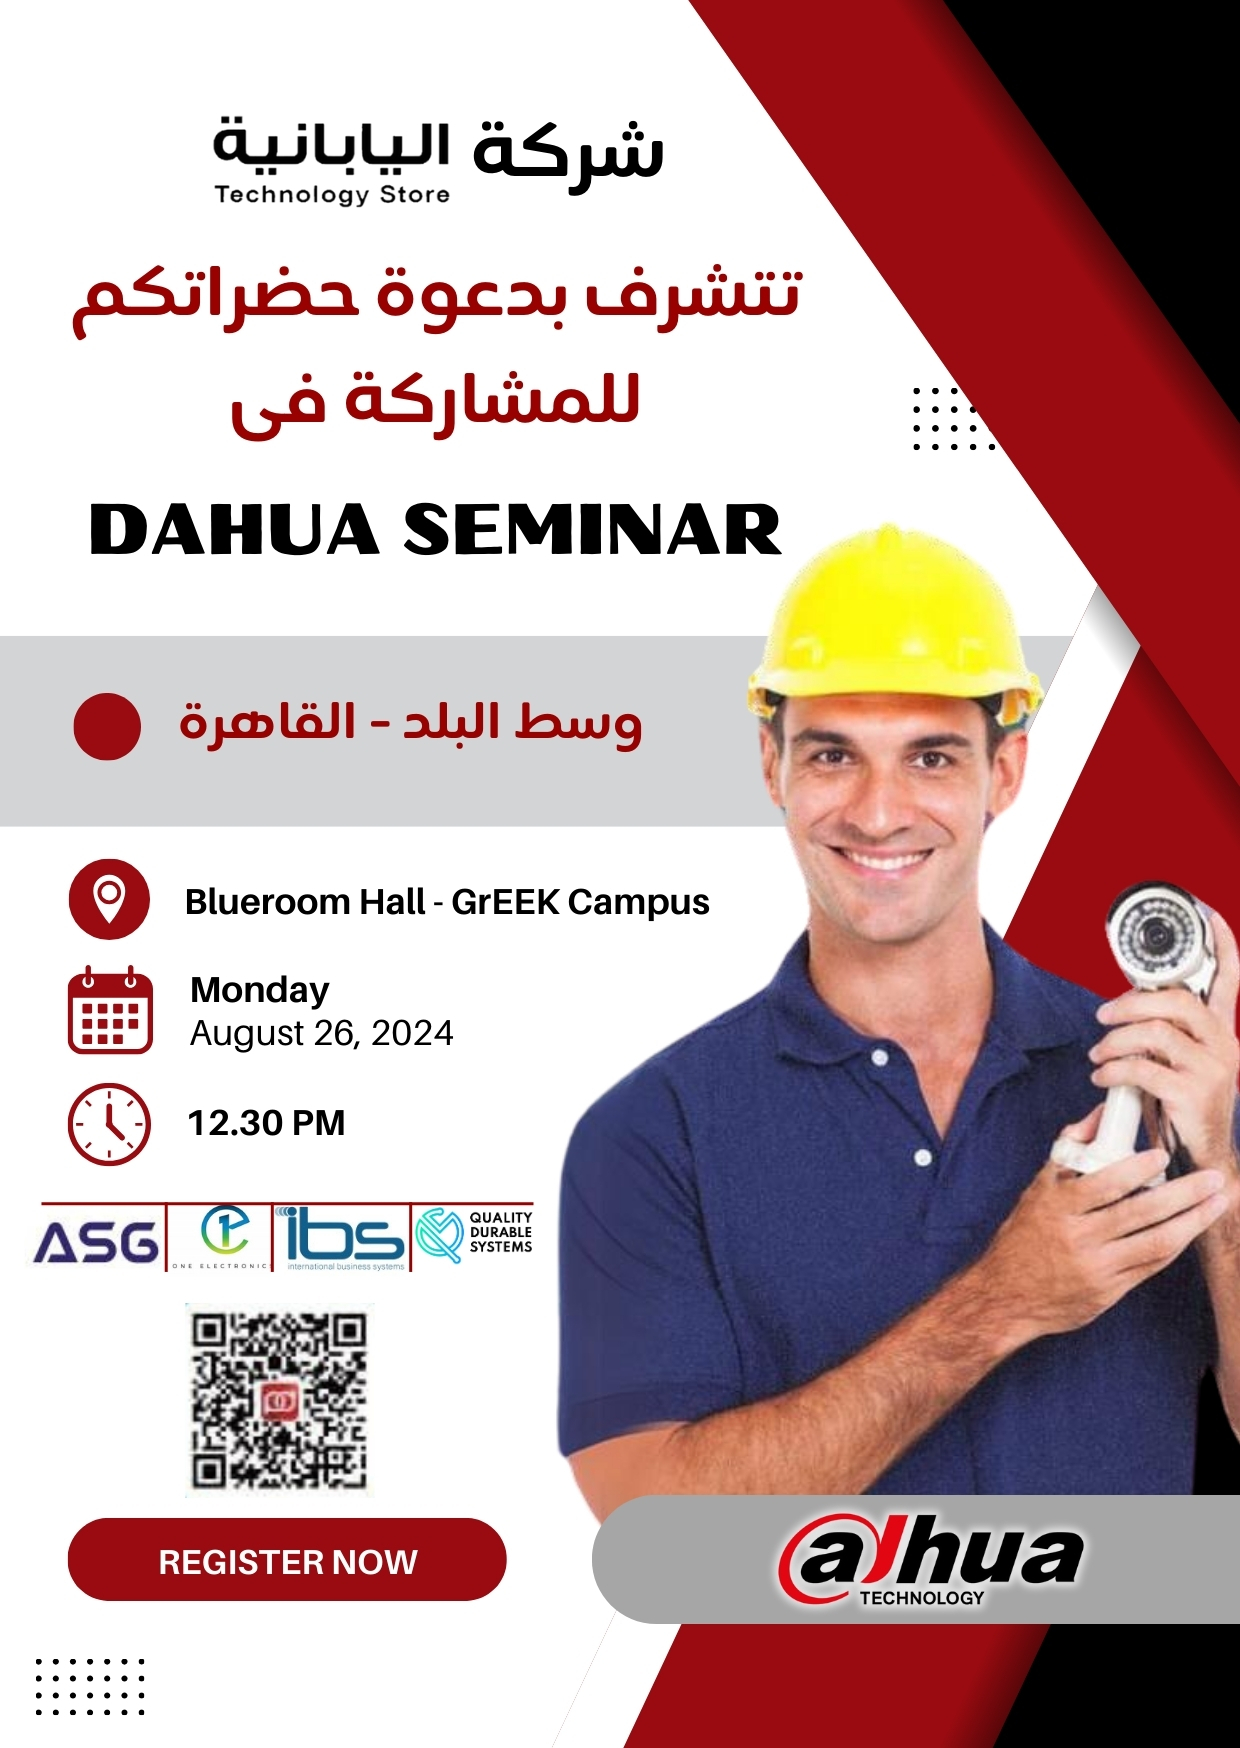 شركة اليابانية
Technology Store
تتشرف بدعوة حضراتكم
للمشاركة فى
DAHUA SEMINAR
وسط البلد - القاهرة
Blueroom Hall - GrEEK Campus
Monday
August 26, 2024
12.30 PM
ASG
ONE ELECTRONICS
ibs
international business systems
QUALITY
DURABLE
SYSTEMS
REGISTER NOW
alhua
TECHNOLOGY